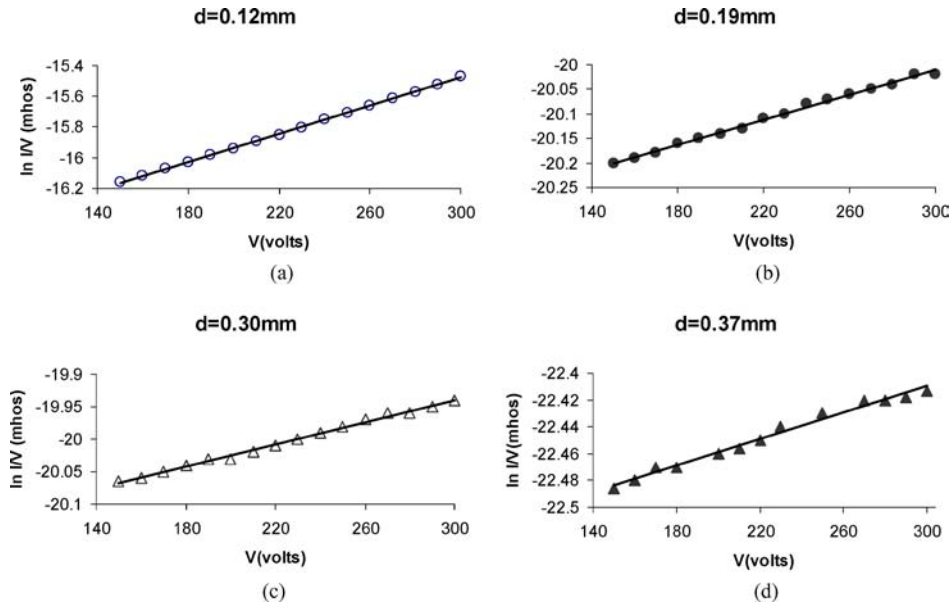 d=0.12mm
ln I/V (mhos)
-15.4
-15.6
-15.8
-16
-16.2
140 180 220 260 300
V(volts)
(a)
d=0.19mm
ln I/V (mhos)
-20
-20.05
-20.1
-20.15
-20.2
-20.25
140 180 220 260 300
V(volts)
(b)
d=0.30mm
ln I/V (mhos)
-19.9
-19.95
-20
-20.05
-20.1
140 180 220 260 300
V(volts)
(c)
d=0.37mm
ln I/V(mhos)
-22.4
-22.42
-22.44
-22.46
-22.48
-22.5
140 180 220 260 300
V(volts)
(d)